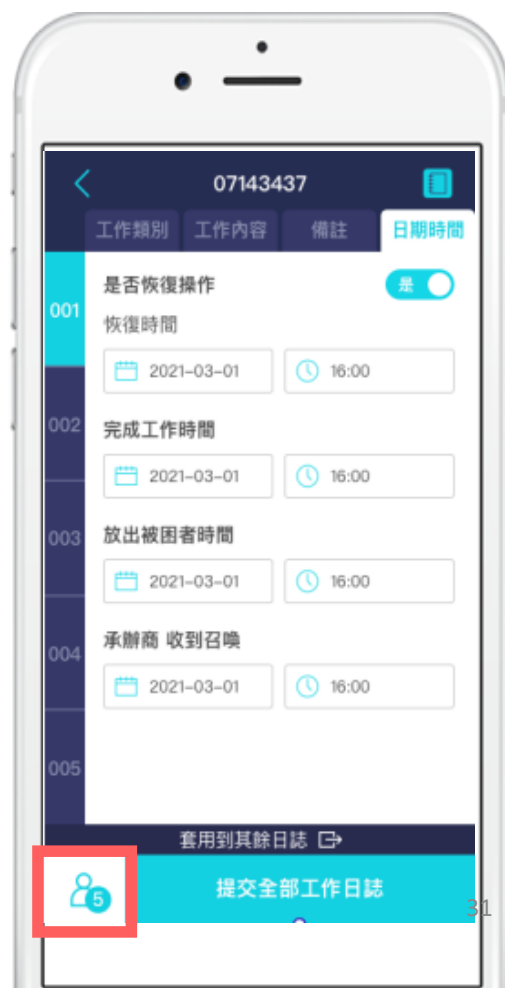 07143437
工作類別 工作內容 備註 日期時間
001
是否恢復操作 是
恢復時間
2021-03-01 16:00
002
完成工作時間
2021-03-01 16:00
003
放出被困者時間
2021-03-01 16:00
004
承辦商 收到召喚
2021-03-01 16:00
005
套用到其餘日誌
5 提交全部工作日誌
31